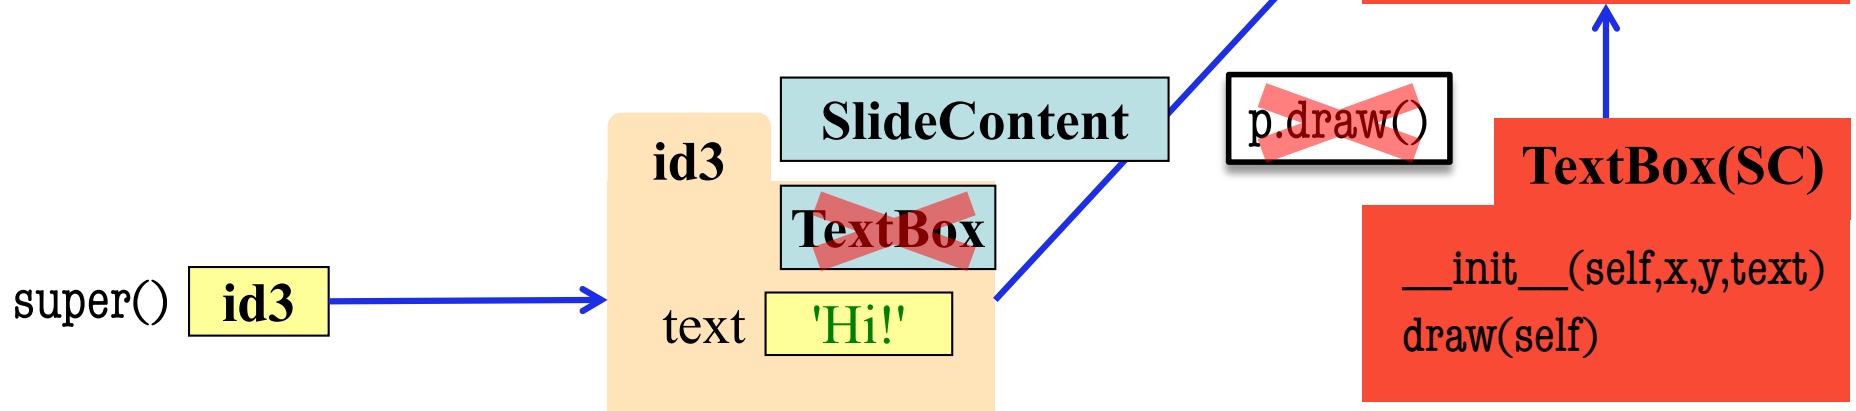 SlideContent
p.draw()
id3
TextBox(SC)
TextBox
__init__(self,x,y,text)
super() id3
text 'Hi!'
draw(self)